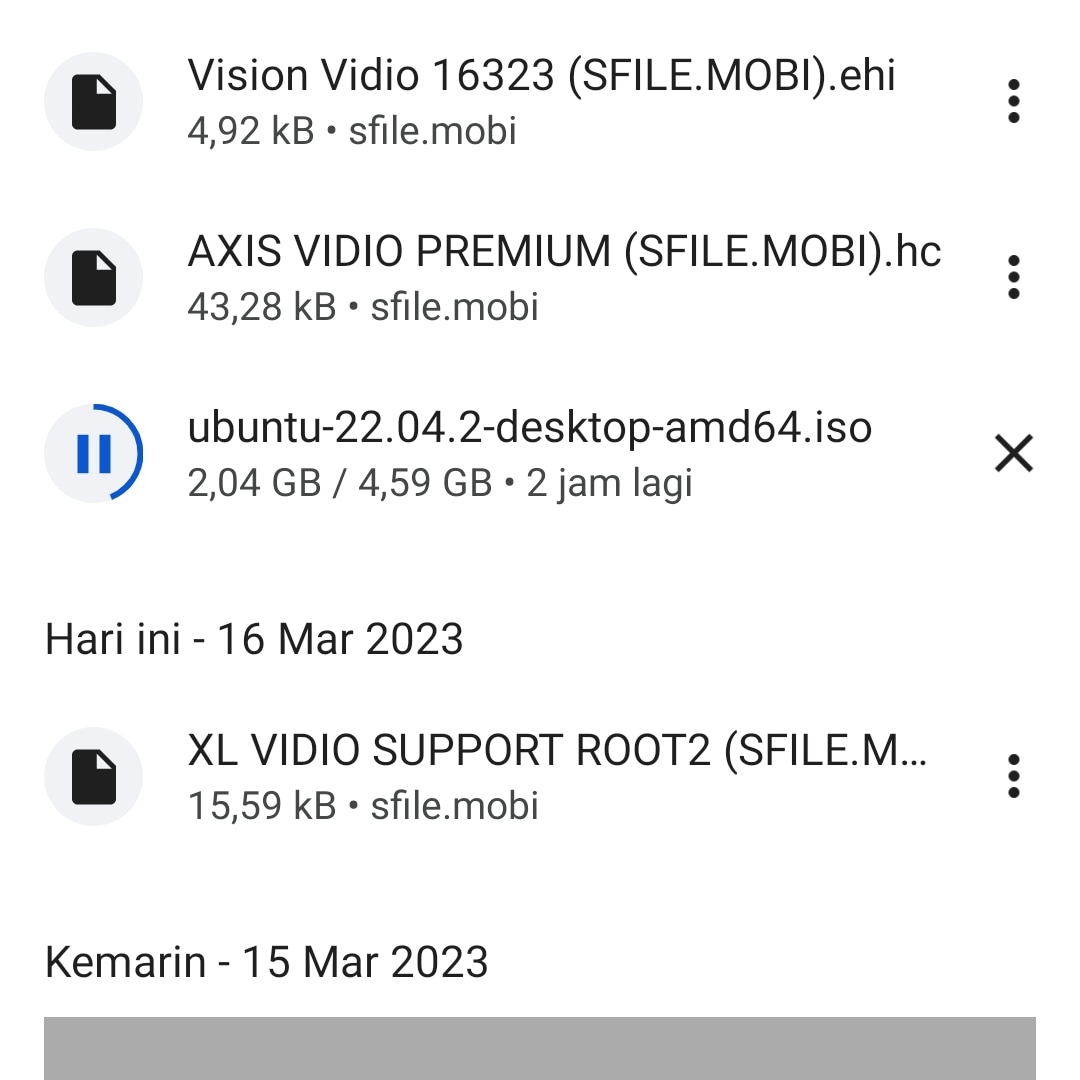 Vision Vidio 16323 (SFILE.MOBI).ehi
4,92 kB • sfile.mobi
AXIS VIDIO PREMIUM (SFILE.MOBI).hc
43,28 kB • sfile.mobi
ubuntu-22.04.2-desktop-amd64.iso
2,04 GB / 4,59 GB • 2 jam lagi
Hari ini - 16 Mar 2023
XL VIDIO SUPPORT ROOT2 (SFILE.M...
15,59 kB • sfile.mobi
Kemarin - 15 Mar 2023